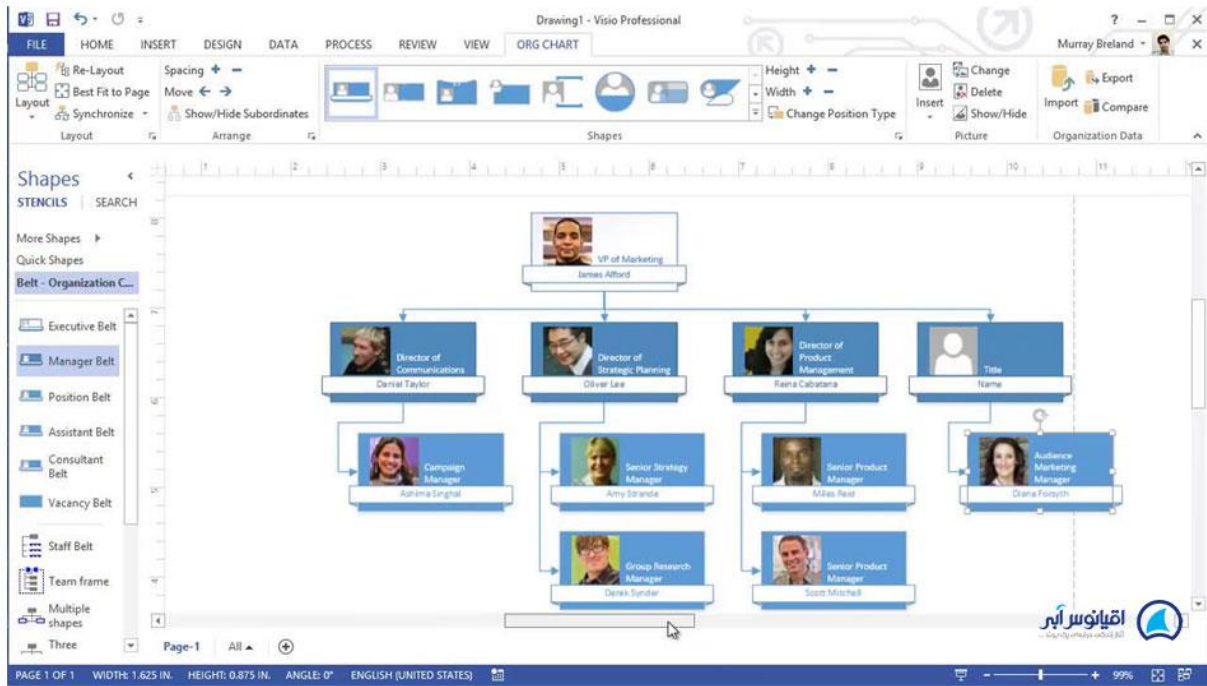 Drawing1 - Visio Professional
FILE HOME INSERT DESIGN DATA PROCESS REVIEW VIEW ORG CHART
Murray Breland
Layout
Re-Layout
Best Fit to Page
Synchronize
Layout
Spacing
Move
Show/Hide Subordinates
Arrange
Shapes
Height
Width
Change Position Type
Insert
Change
Delete
Show/Hide
Picture
Import
Export
Compare
Organization Data
Shapes
STENCILS SEARCH
More Shapes
Quick Shapes
Belt - Organization C...
Executive Belt
Manager Belt
Position Belt
Assistant Belt
Consultant
Belt
Vacancy Belt
Staff Belt
Team frame
Multiple
shapes
Three
VP of Marketing
James Alford
Director of
Communications
Daniel Taylor
Director of
Strategic Planning
Oliver Lee
Director of
Product
Management
Reina Cabatana
Title
Name
Campaign
Manager
Ashima Singhal
Senior Strategy
Manager
Amy Strande
Senior Product
Manager
Miles Reid
Audience
Marketing
Manager
Diana Forsyth
Group Research
Manager
Derek Synder
Senior Product
Manager
Scott Mitchell
اقیانوس آبی
Page-1 All
PAGE 1 OF 1 WIDTH: 1.625 IN. HEIGHT: 0.875 IN. ANGLE: 0° ENGLISH (UNITED STATES) 99%